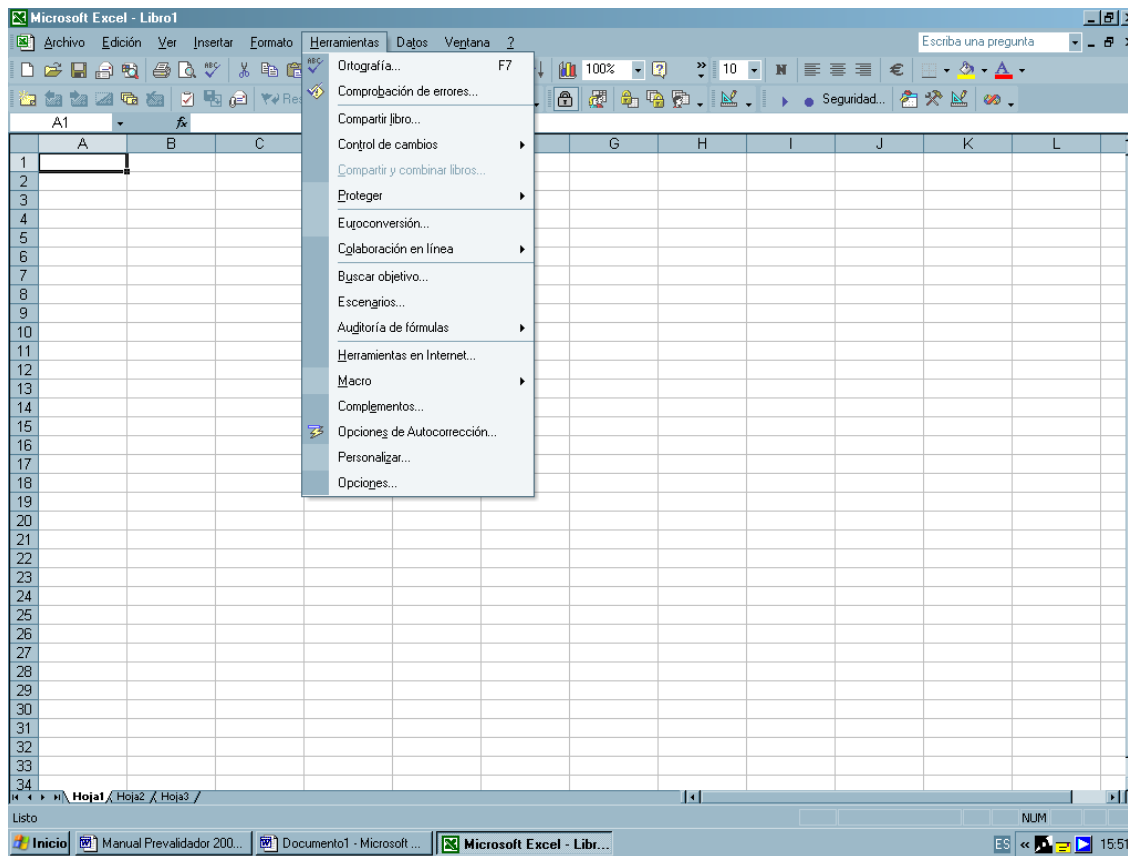 Microsoft Excel - Libro1
Archivo Edición Ver Insertar Formato Herramientas Datos Ventana ? Escriba una pregunta
100% 10 N €
Seguridad...
A1 fx
A B C G H I J K L
Ortografía... F7
Comprobación de errores...
Compartir libro...
Control de cambios
Compartir y combinar libros...
Proteger
Euroconversión...
Colaboración en línea
Buscar objetivo...
Escenarios...
Auditoría de fórmulas
Herramientas en Internet...
Macro
Complementos...
Opciones de Autocorrección...
Personalizar...
Opciones...
1
2
3
4
5
6
7
8
9
10
11
12
13
14
15
16
17
18
19
20
21
22
23
24
25
26
27
28
29
30
31
32
33
34
Hoja1 Hoja2 Hoja3
Listo NUM
Inicio Manual Prevalidador 200... Documento1 - Microsoft ... Microsoft Excel - Libr... ES « 15:51